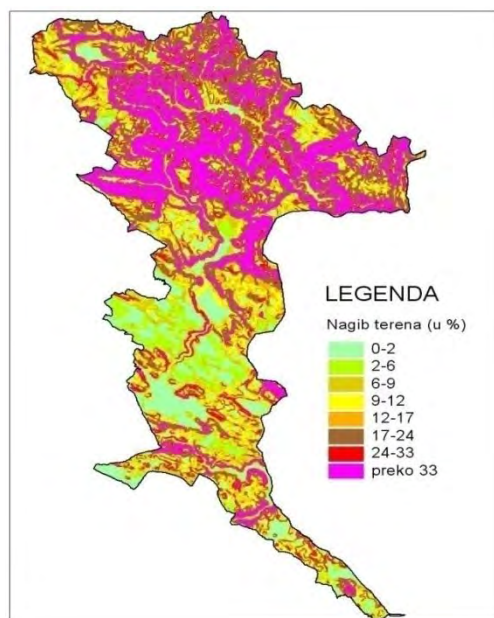 LEGENDA
Nagib terena (u %)
0-2
2-6
6-9
9-12
12-17
17-24
24-33
preko 33